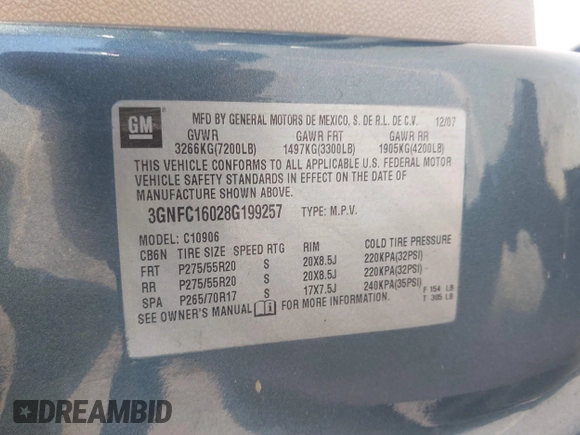 GM
MFD BY GENERAL MOTORS DE MEXICO, S. DE R.L. DE C.V. 12/07
GVWR GAWR FRT GAWR RR
3266KG(7200LB) 1497KG(3300LB) 1905KG(4200LB)
THIS VEHICLE CONFORMS TO ALL APPLICABLE U.S. FEDERAL MOTOR
VEHICLE SAFETY STANDARDS IN EFFECT ON THE DATE OF
MANUFACTURE SHOWN ABOVE.
3GNFC16028G199257 TYPE: M.P.V.
MODEL: C10906
CB6N TIRE SIZE SPEED RTG RIM COLD TIRE PRESSURE
FRT P275/55R20 S 20X8.5J 220KPA(32PSI)
RR P275/55R20 S 20X8.5J 220KPA(32PSI)
SPA P265/70R17 S 17X7.5J 240KPA(35PSI) F 154 LB
SEE OWNER'S MANUAL FOR MORE INFORMATION T 305 LB
DREAMBID